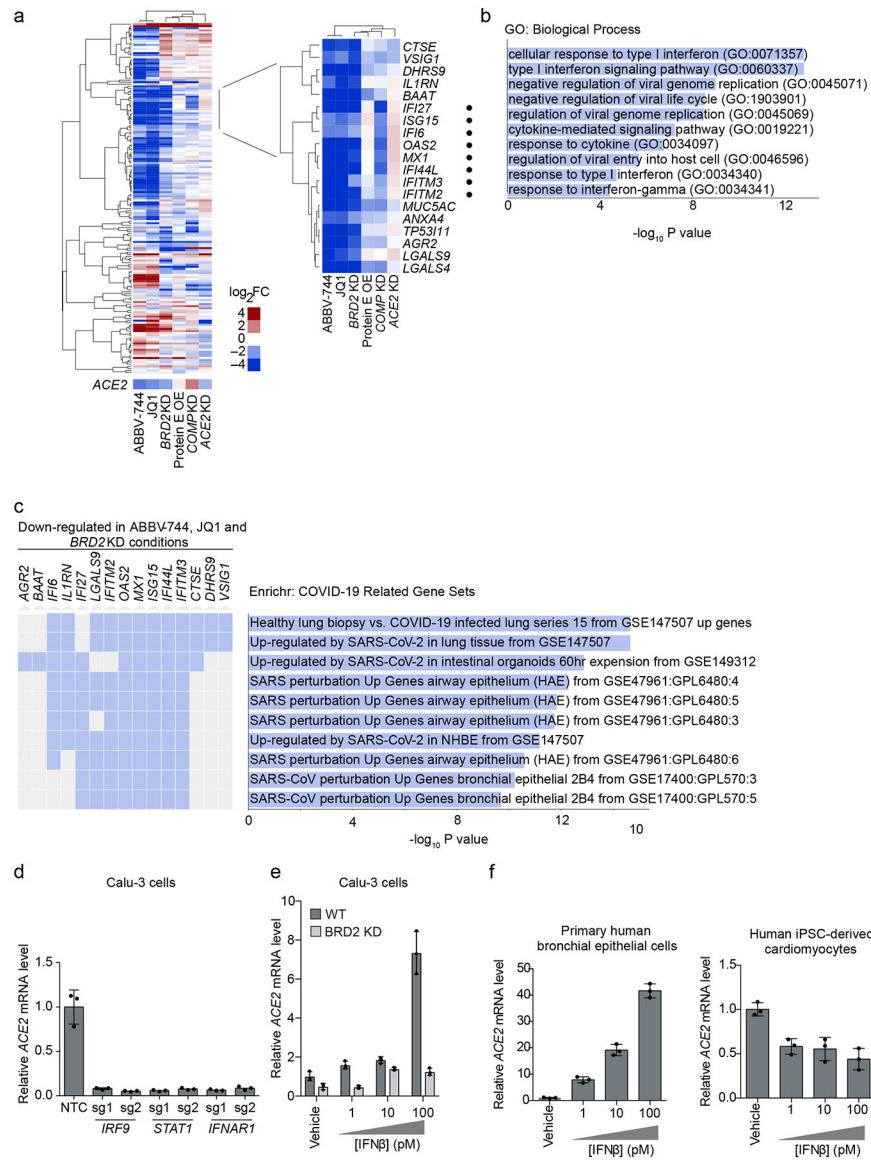 a
CTSE
VSIG1
DHRS9
IL1RN
BAAT
IFI27
ISG15
IFI6
OAS2
MX1
IFI44L
IFITM3
IFITM2
MUC5AC
ANXA4
TP53I11
AGR2
LGALS9
LGALS4
ABBV-744
JQ1
BRD2 KD
Protein E OE
COMP KD
ACE2 KD
log2FC
4
2
0
−2
−4
ACE2
ABBV-744
JQ1
BRD2 KD
Protein E OE
COMP KD
ACE2 KD
b
GO: Biological Process
cellular response to type I interferon (GO:0071357)
type I interferon signaling pathway (GO:0060337)
negative regulation of viral genome replication (GO:0045071)
negative regulation of viral life cycle (GO:1903901)
regulation of viral genome replication (GO:0045069)
cytokine-mediated signaling pathway (GO:0019221)
response to cytokine (GO:0034097)
regulation of viral entry into host cell (GO:0046596)
response to type I interferon (GO:0034340)
response to interferon-gamma (GO:0034341)
0 4 8 12
-log10 P value
c
Down-regulated in ABBV-744, JQ1 and
BRD2 KD conditions
AGR2
BAAT
IFI6
IL1RN
IFI27
LGALS9
IFITM2
OAS2
MX1
ISG15
IFI44L
IFITM3
CTSE
DHRS9
VSIG1
Enrichr: COVID-19 Related Gene Sets
Healthy lung biopsy vs. COVID-19 infected lung series 15 from GSE147507 up genes
Up-regulated by SARS-CoV-2 in lung tissue from GSE147507
Up-regulated by SARS-CoV-2 in intestinal organoids 60hr expension from GSE149312
SARS perturbation Up Genes airway epithelium (HAE) from GSE47961:GPL6480:4
SARS perturbation Up Genes airway epithelium (HAE) from GSE47961:GPL6480:5
SARS perturbation Up Genes airway epithelium (HAE) from GSE47961:GPL6480:3
Up-regulated by SARS-CoV-2 in NHBE from GSE147507
SARS perturbation Up Genes airway epithelium (HAE) from GSE47961:GPL6480:6
SARS-CoV perturbation Up Genes bronchial epithelial 2B4 from GSE17400:GPL570:3
SARS-CoV perturbation Up Genes bronchial epithelial 2B4 from GSE17400:GPL570:5
0 4 8 12 10
-log10 P value
d
Calu-3 cells
Relative ACE2 mRNA level
1.5
1.0
0.5
0.0
NTC sg1 sg2 sg1 sg2 sg1 sg2
IRF9 STAT1 IFNAR1
e
Calu-3 cells
WT
BRD2 KD
Relative ACE2 mRNA level
10
8
6
4
2
0
Vehicle 1 10 100
[IFNβ] (pM)
f
Primary human
bronchial epithelial cells
Relative ACE2 mRNA level
50
40
30
20
10
0
Vehicle 1 10 100
[IFNβ] (pM)
Human iPSC-derived
cardiomyocytes
Relative ACE2 mRNA level
1.5
1.0
0.5
0.0
Vehicle 1 10 100
[IFNβ] (pM)